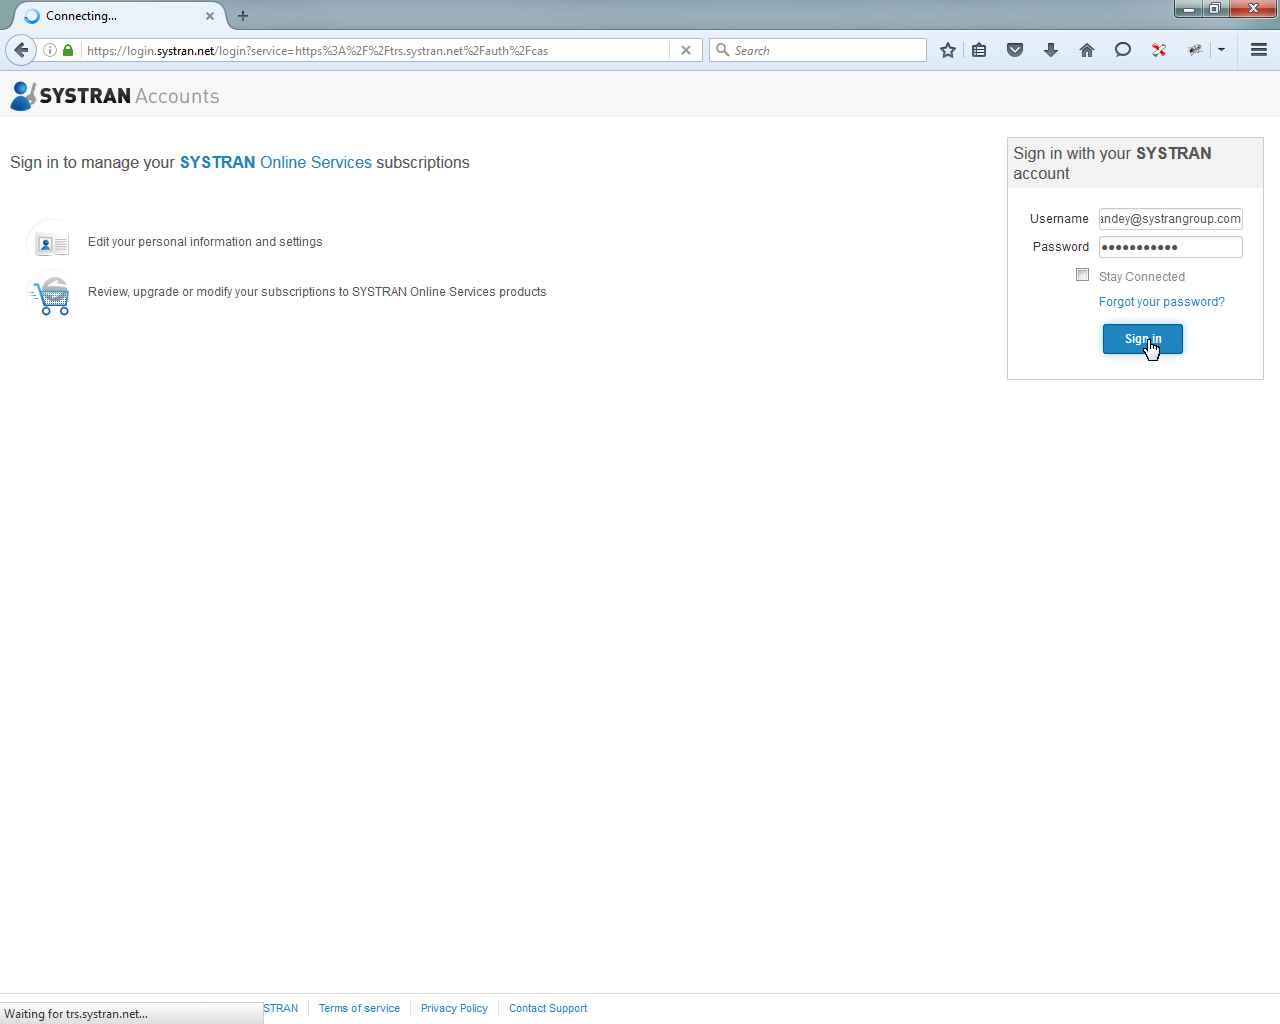 Connecting...
https://login.systran.net/login?service=https%3A%2F%2Ftrs.systran.net%2Fauth%2Fcas
Search
SYSTRAN Accounts
Sign in to manage your SYSTRAN Online Services subscriptions
Edit your personal information and settings
Review, upgrade or modify your subscriptions to SYSTRAN Online Services products
Sign in with your SYSTRAN
account
Username andey@systrangroup.com
Password
Stay Connected
Forgot your password?
Sign in
STRAN Terms of service Privacy Policy Contact Support
Waiting for trs.systran.net...